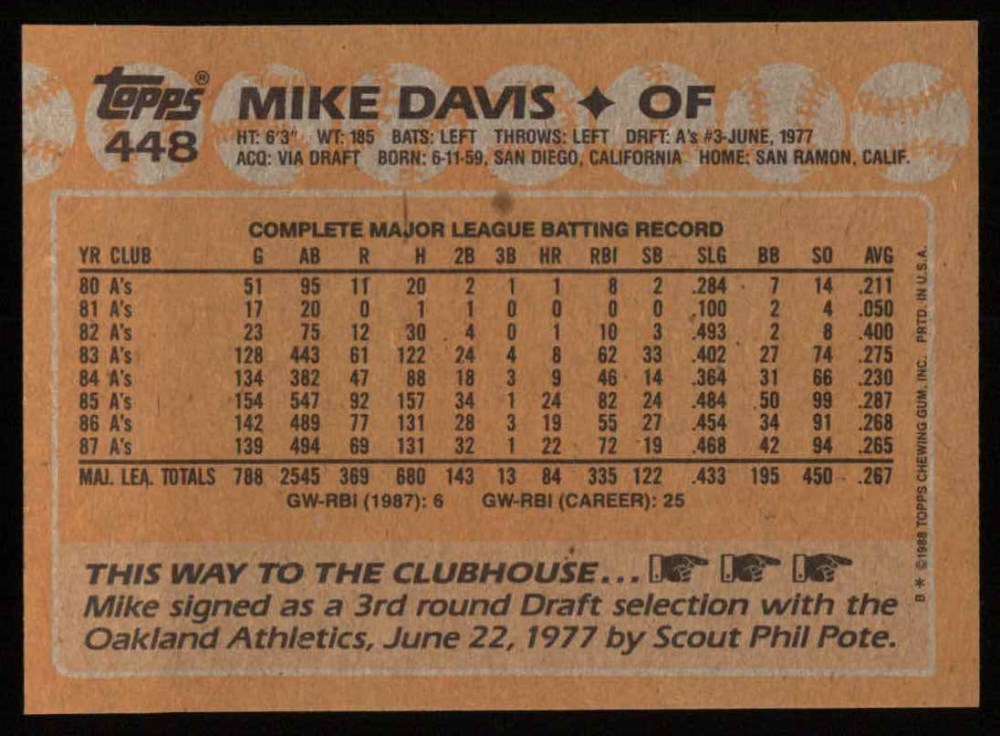 Topps®
448
MIKE DAVIS ✦ OF
HT: 6'3" WT: 185 BATS: LEFT THROWS: LEFT DRFT: A's #3-JUNE, 1977
ACQ: VIA DRAFT BORN: 6-11-59, SAN DIEGO, CALIFORNIA HOME: SAN RAMON, CALIF.
COMPLETE MAJOR LEAGUE BATTING RECORD
YR CLUB G AB R H 2B 3B HR RBI SB SLG BB SO AVG
80 A's 51 95 11 20 2 1 1 8 2 .284 7 14 .211
81 A's 17 20 0 1 1 0 0 0 0 .100 2 4 .050
82 A's 23 75 12 30 4 0 1 10 3 .493 2 8 .400
83 A's 128 443 61 122 24 4 8 62 33 .402 27 74 .275
84 A's 134 382 47 88 18 3 9 46 14 .364 31 66 .230
85 A's 154 547 92 157 34 1 24 82 24 .484 50 99 .287
86 A's 142 489 77 131 28 3 19 55 27 .454 34 91 .268
87 A's 139 494 69 131 32 1 22 72 19 .468 42 94 .265
MAJ. LEA. TOTALS 788 2545 369 680 143 13 84 335 122 .433 195 450 .267
GW-RBI (1987): 6 GW-RBI (CAREER): 25
THIS WAY TO THE CLUBHOUSE...
Mike signed as a 3rd round Draft selection with the
Oakland Athletics, June 22, 1977 by Scout Phil Pote.
B * ©1988 TOPPS CHEWING GUM, INC. PRTD. IN U.S.A.